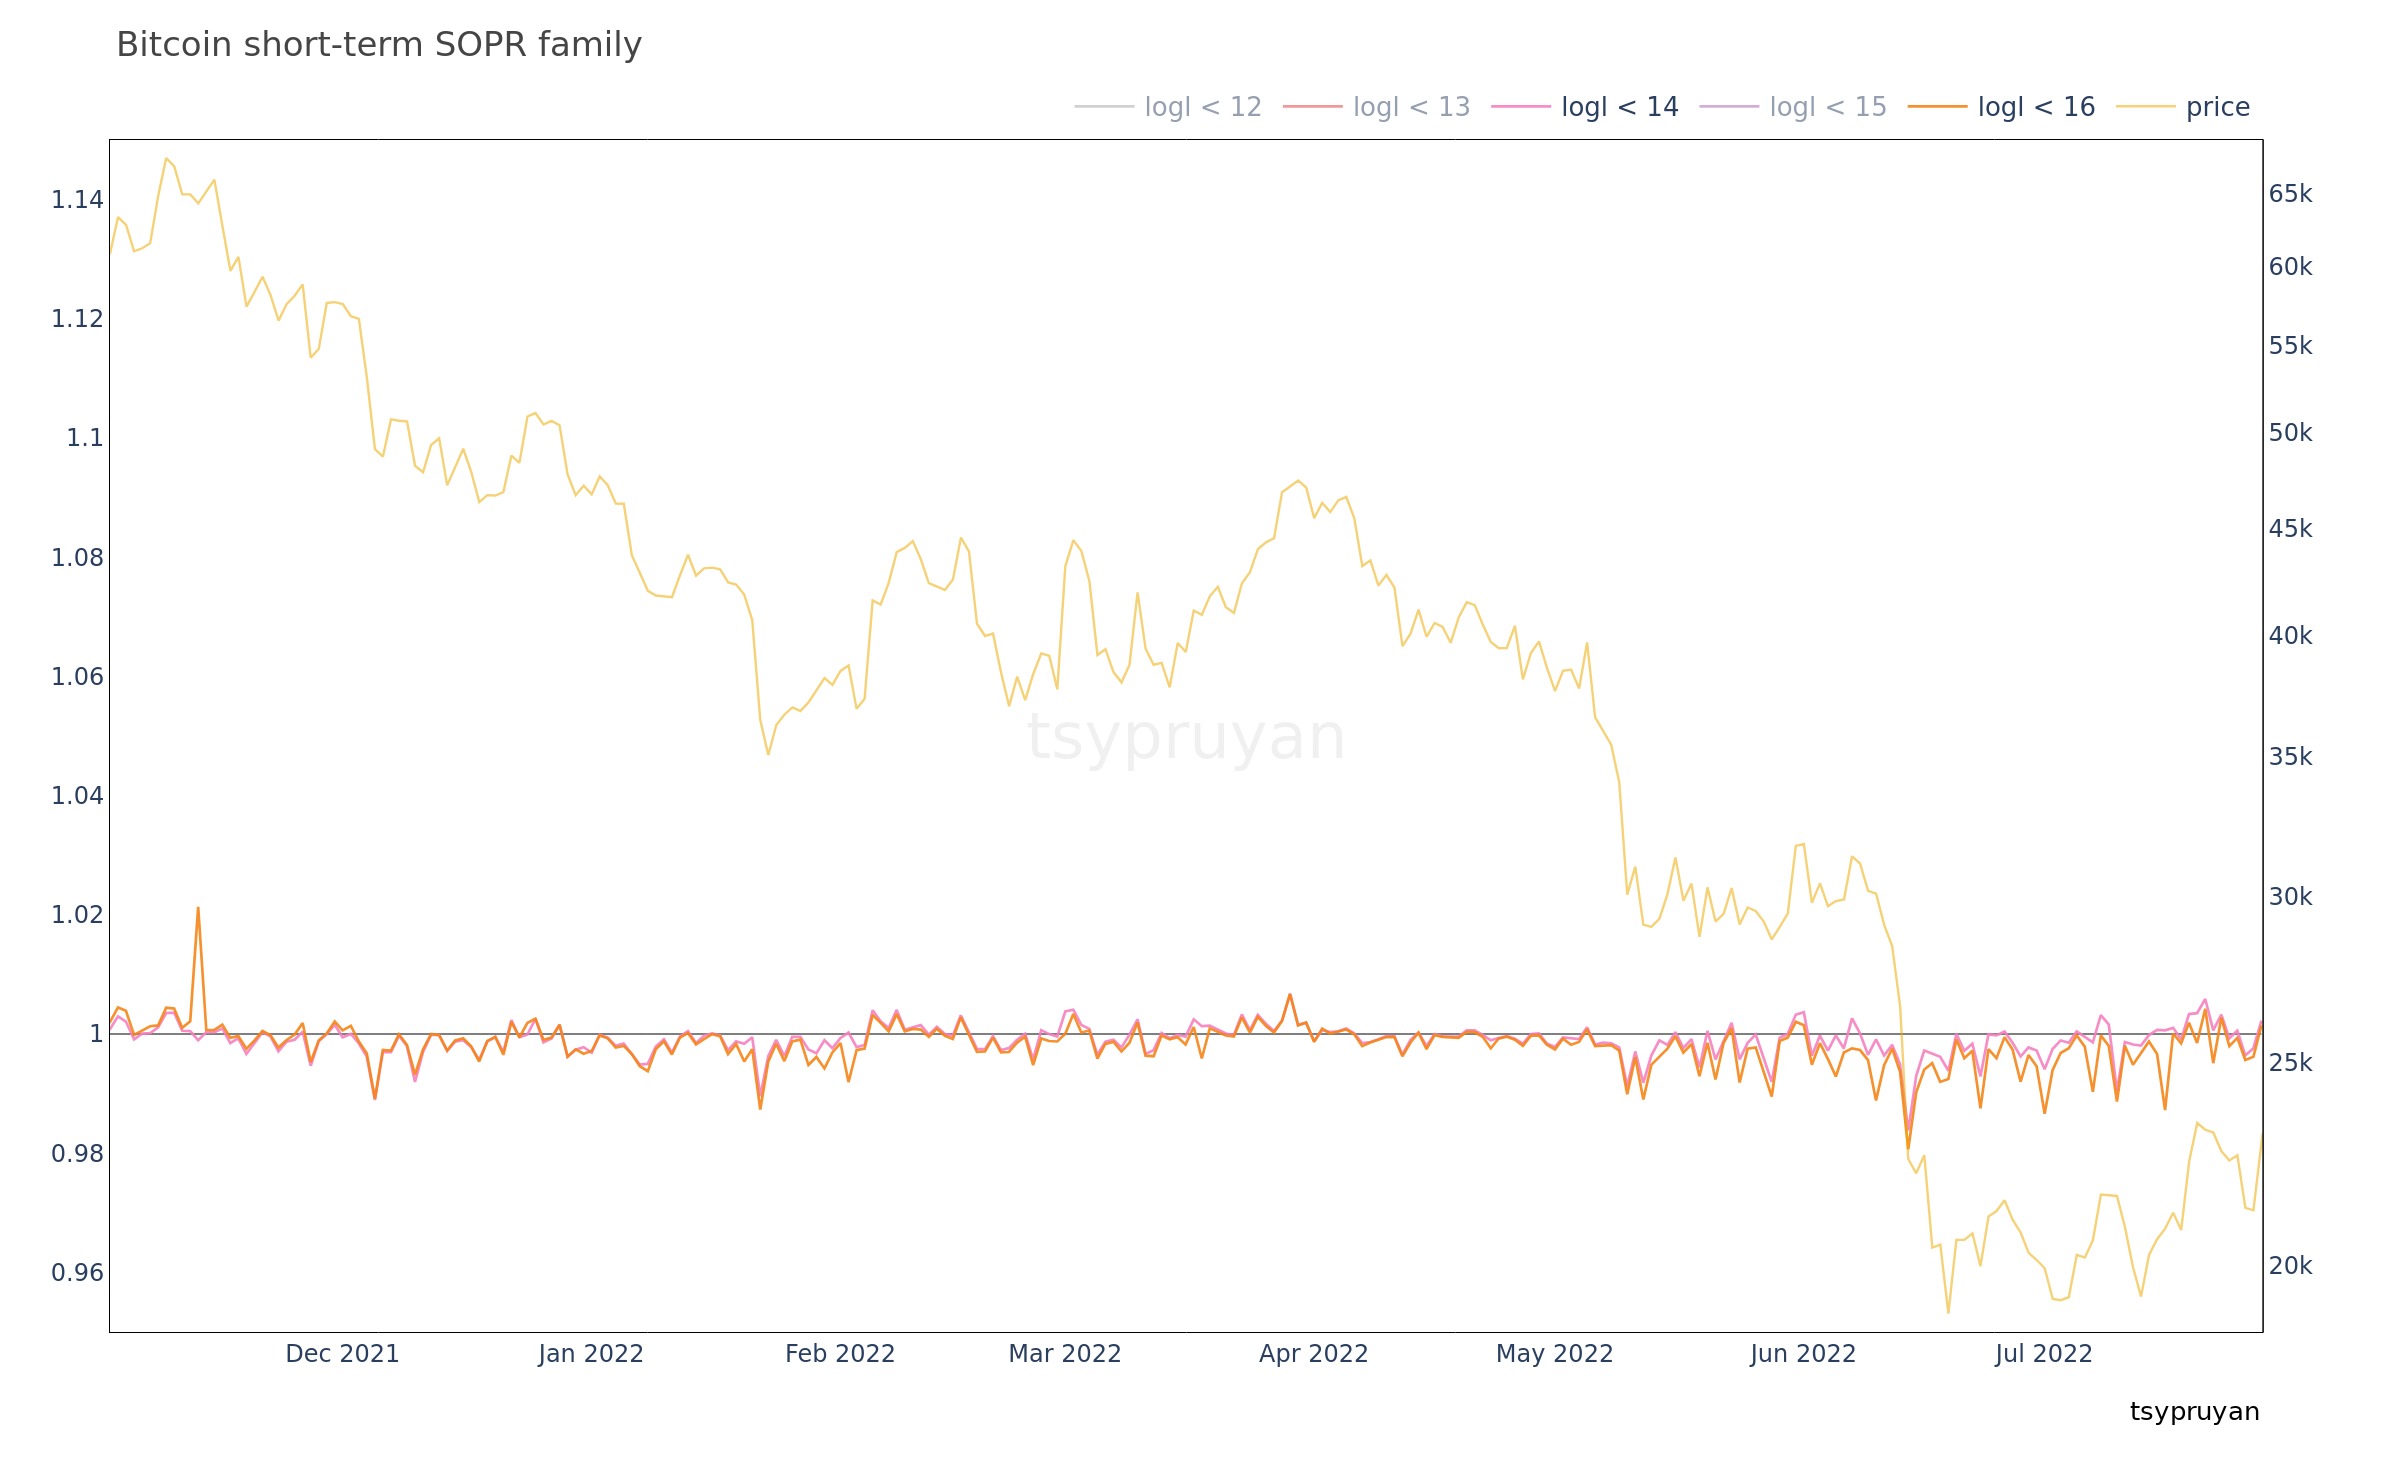 Bitcoin short-term SOPR family
logl < 12 logl < 13 logl < 14 logl < 15 logl < 16 price
1.14
1.12
1.1
1.08
1.06
1.04
1.02
1
0.98
0.96
65k
60k
55k
50k
45k
40k
35k
30k
25k
20k
tsypruyan
Dec 2021 Jan 2022 Feb 2022 Mar 2022 Apr 2022 May 2022 Jun 2022 Jul 2022
tsypruyan